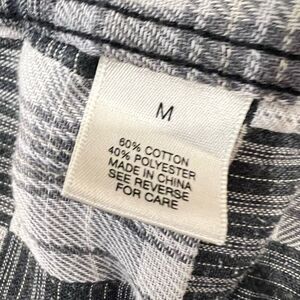 M
60% COTTON
40% POLYESTER
MADE IN CHINA
SEE REVERSE
FOR CARE